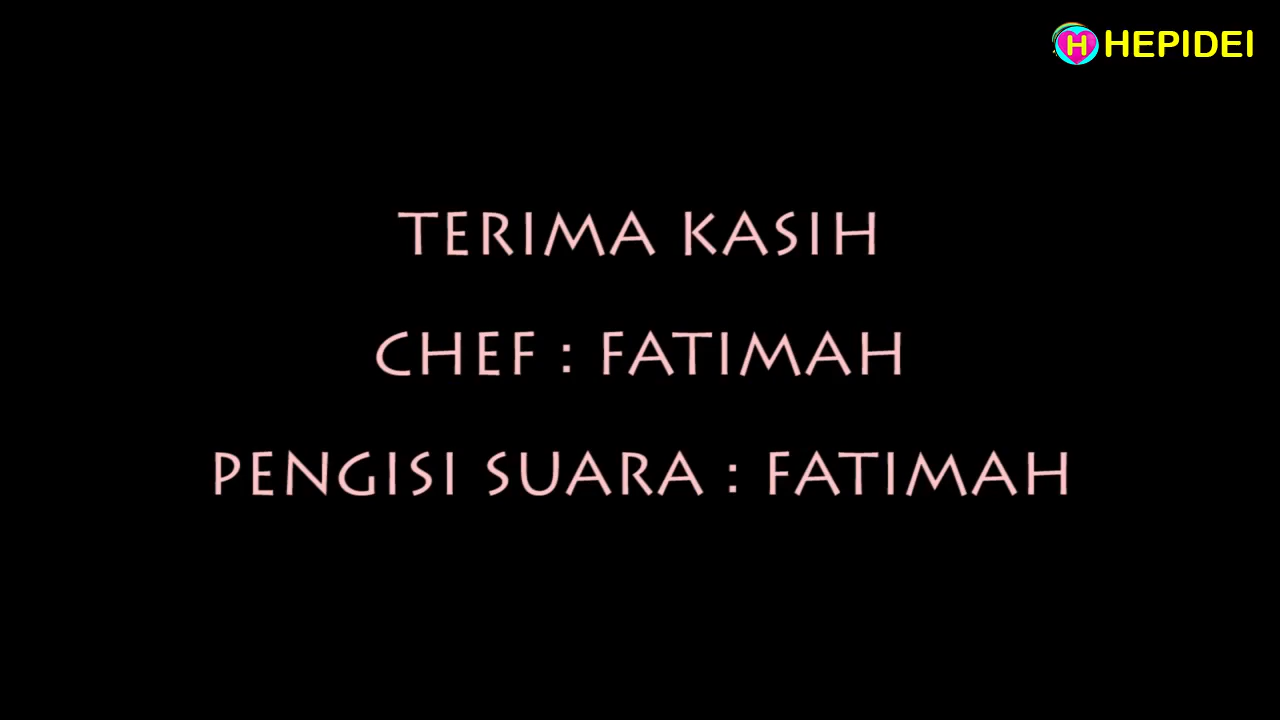 H HEPIDEI
TERIMA KASIH
CHEF : FATIMAH
PENGISI SUARA : FATIMAH